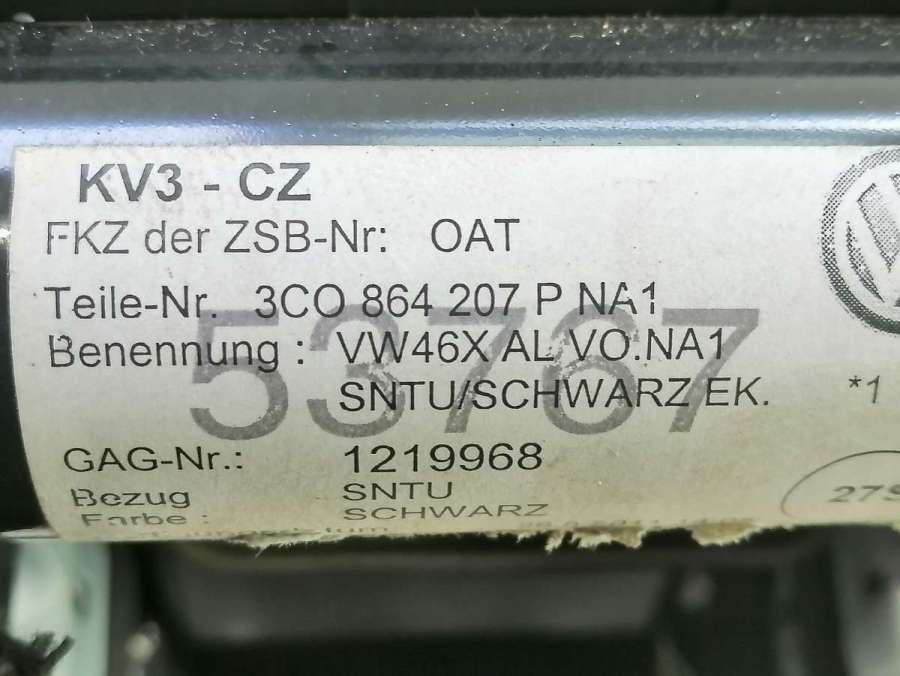 KV3 - CZ
FKZ der ZSB-Nr: OAT
Teile-Nr. 3CO 864 207 P NA1
Benennung : VW46X AL VO.NA1
SNTU/SCHWARZ EK. *1
53767
GAG-Nr.: 1219968
Bezug SNTU
Farbe : SCHWARZ